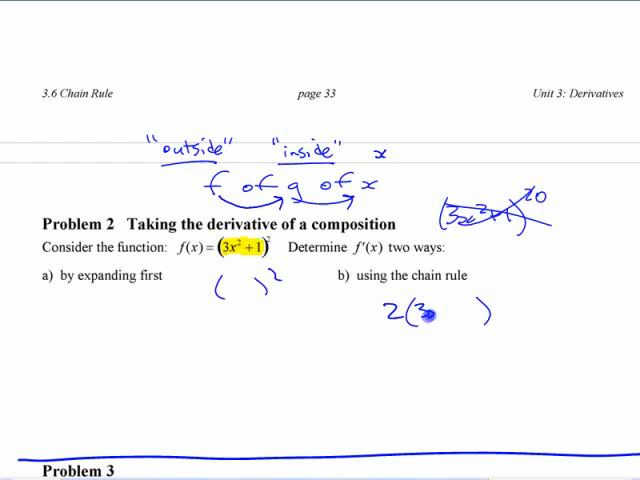 3.6 Chain Rule page 33 Unit 3: Derivatives
"outside" "inside" x
f of g of x
(3x²+1)²⁰
Problem 2 Taking the derivative of a composition
Consider the function: f(x) = (3x² + 1)² Determine f'(x) two ways:
a) by expanding first b) using the chain rule
( )²
2(3x )
Problem 3